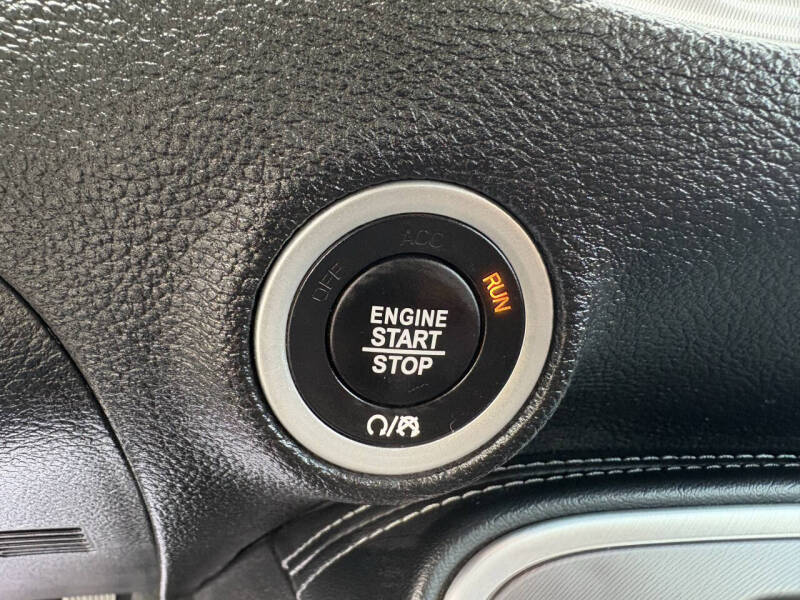 OFF
ACC
RUN
ENGINE
START
STOP